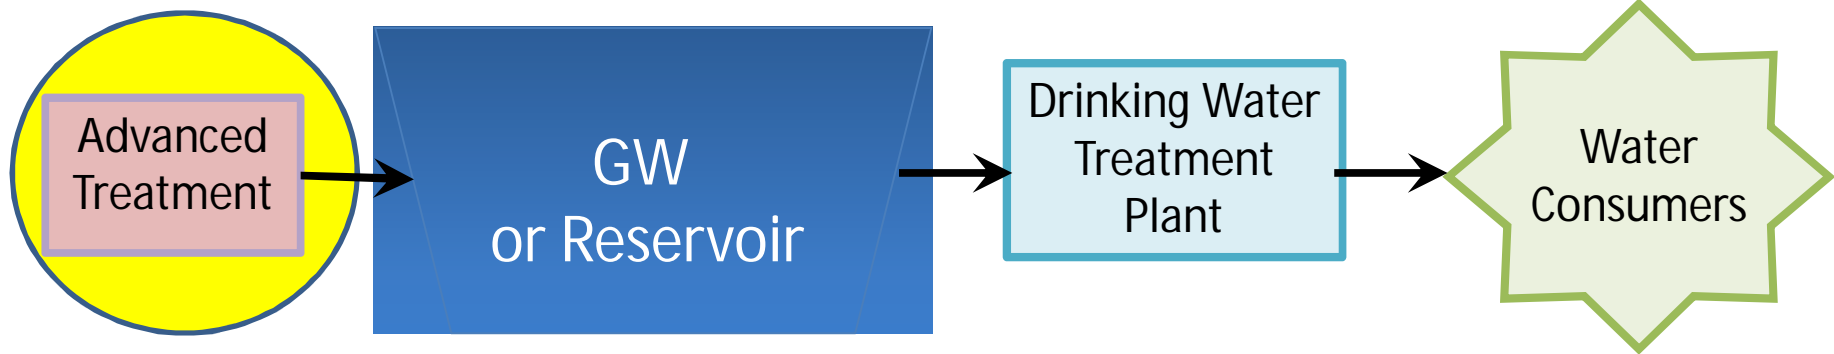 Advanced
Treatment
GW
or Reservoir
Drinking Water
Treatment
Plant
Water
Consumers